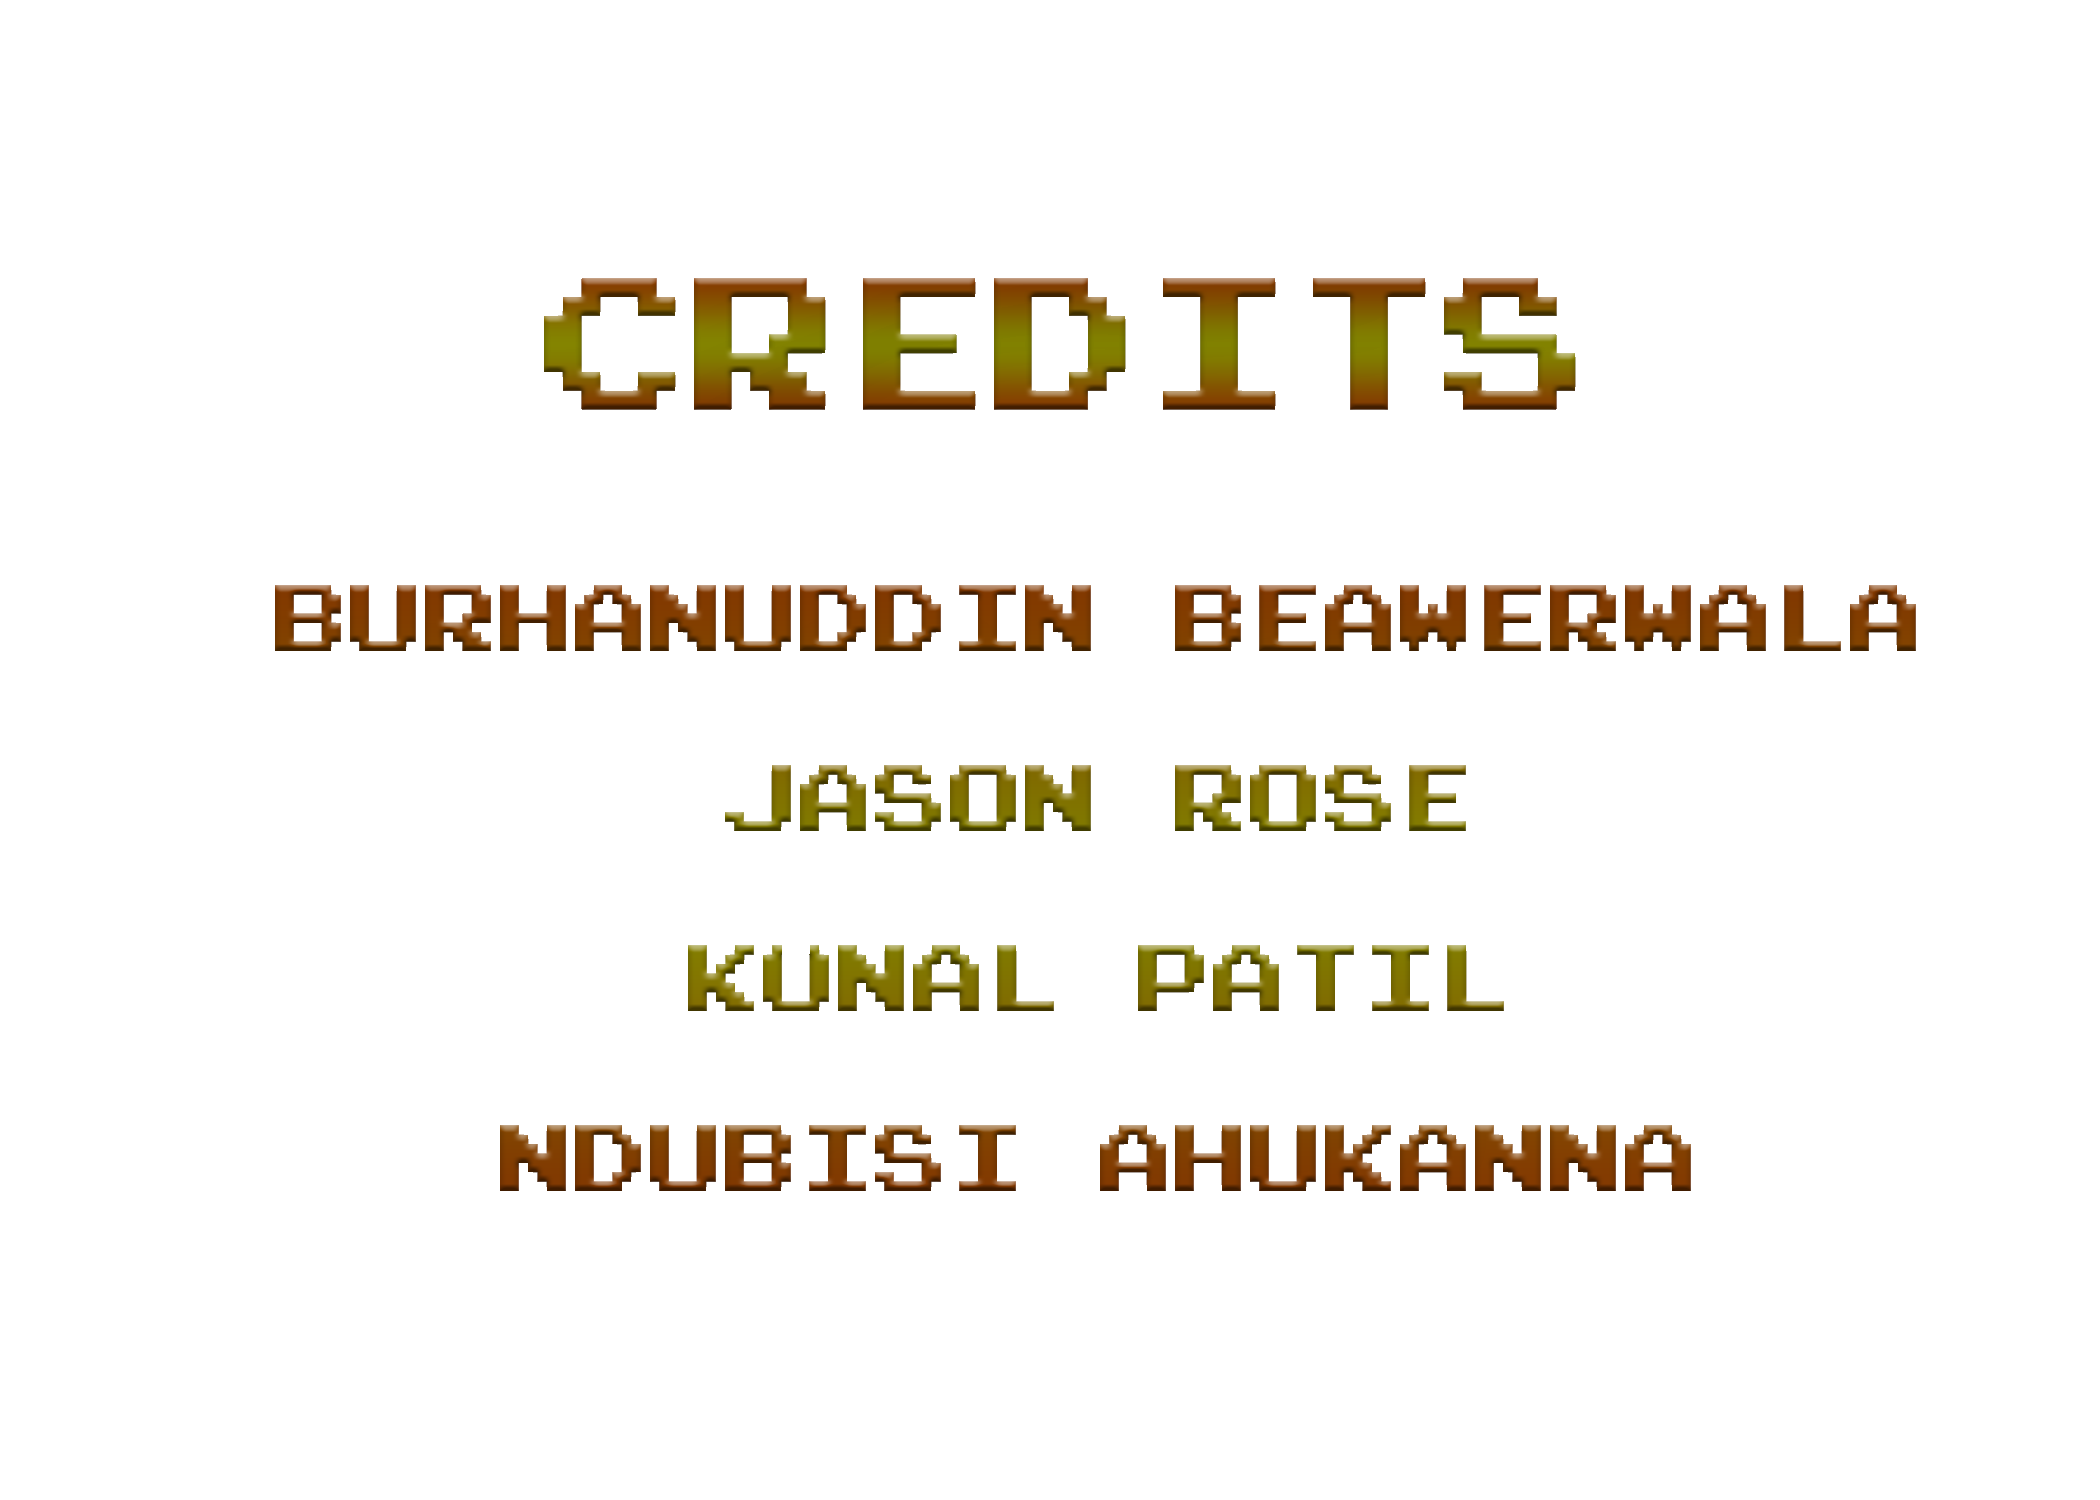 CREDITS
BURHANUDDIN BEAWERWALA
JASON ROSE
KUNAL PATIL
NDUBISI AHUKANNA